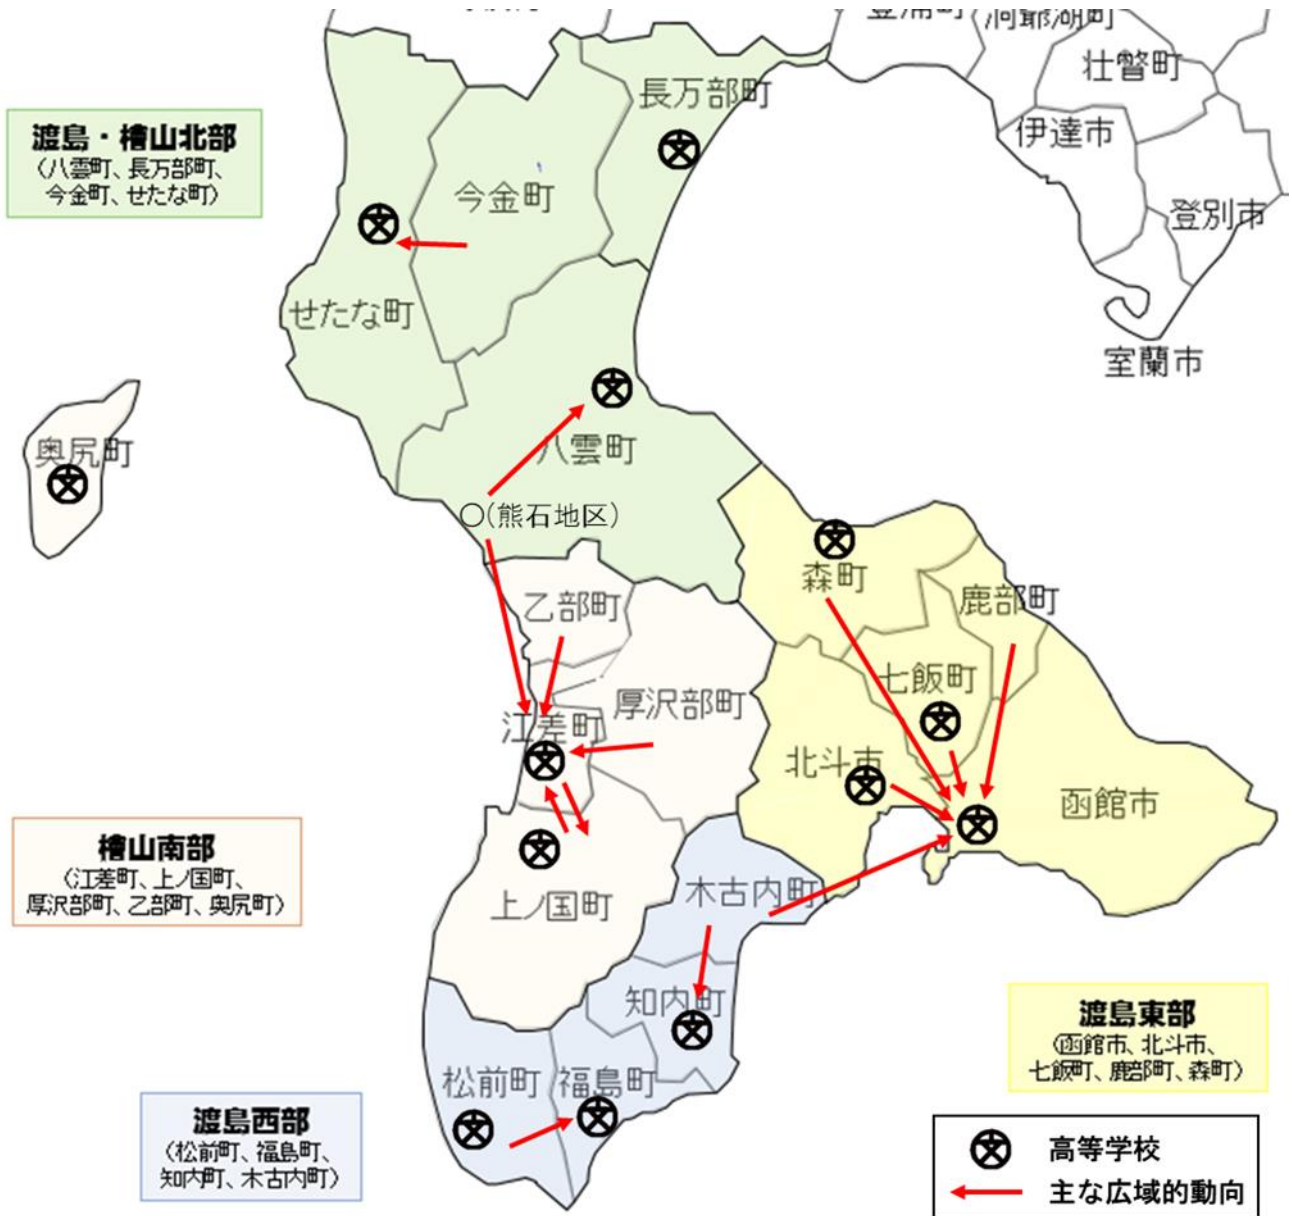 登浦町
洞爺湖町
壮瞥町
伊達市
登別市
室蘭市
長万部町
今金町
せたな町
八雲町
〇(熊石地区)
奥尻町
渡島・檜山北部
(八雲町、長万部町、
今金町、せたな町)
森町
鹿部町
七飯町
北斗市
函館市
乙部町
厚沢部町
江差町
上ノ国町
檜山南部
(江差町、上ノ国町、
厚沢部町、乙部町、奥尻町)
木古内町
知内町
松前町
福島町
渡島西部
(松前町、福島町、
知内町、木古内町)
渡島東部
(函館市、北斗市、
七飯町、鹿部町、森町)
高等学校
主な広域的動向